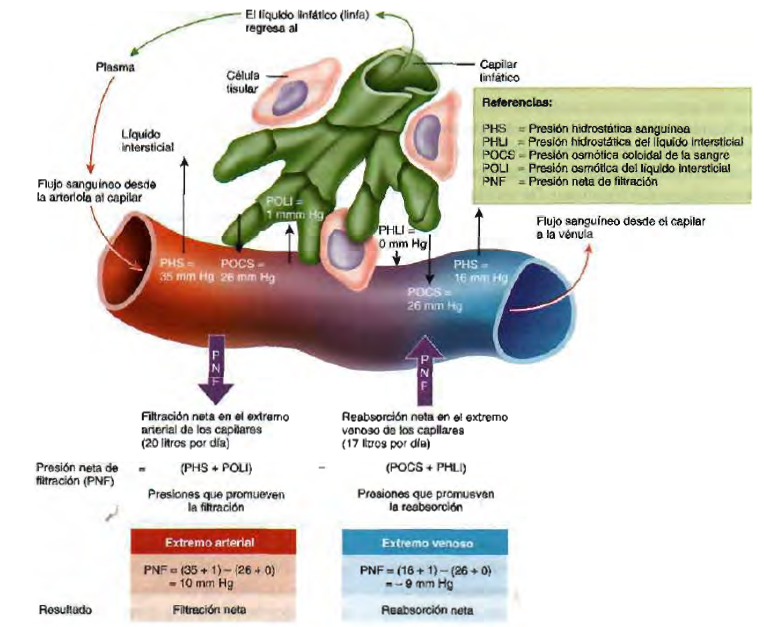 El líquido linfático (linfa)
regresa al
Plasma
Célula
tisular
Capilar
linfático
Referencias:
PHS = Presión hidrostática sanguínea
PHLI = Presión hidrostática del líquido intersticial
POCS = Presión osmótica coloidal de la sangre
POLI = Presión osmótica del líquido intersticial
PNF = Presión neta de filtración
Líquido
intersticial
Flujo sanguíneo desde
la arteriola al capilar
POLI =
1 mmm Hg
PHLI =
0 mm Hg
Flujo sanguíneo desde el capilar
a la vénula
PHS =
35 mm Hg
POCS =
26 mm Hg
PHS =
16 mm Hg
POCS =
26 mm Hg
PNF
PNF
Filtración neta en el extremo
arterial de los capilares
(20 litros por día)
Reabsorción neta en el extremo
venoso de los capilares
(17 litros por día)
Presión neta de
filtración (PNF)
= (PHS + POLI) – (POCS + PHLI)
Presiones que promueven
la filtración
Presiones que promueven
la reabsorción
Extremo arterial
PNF = (35 + 1) – (26 + 0)
= 10 mm Hg
Extremo venoso
PNF = (16 + 1) – (26 + 0)
= – 9 mm Hg
Resultado
Filtración neta
Reabsorción neta